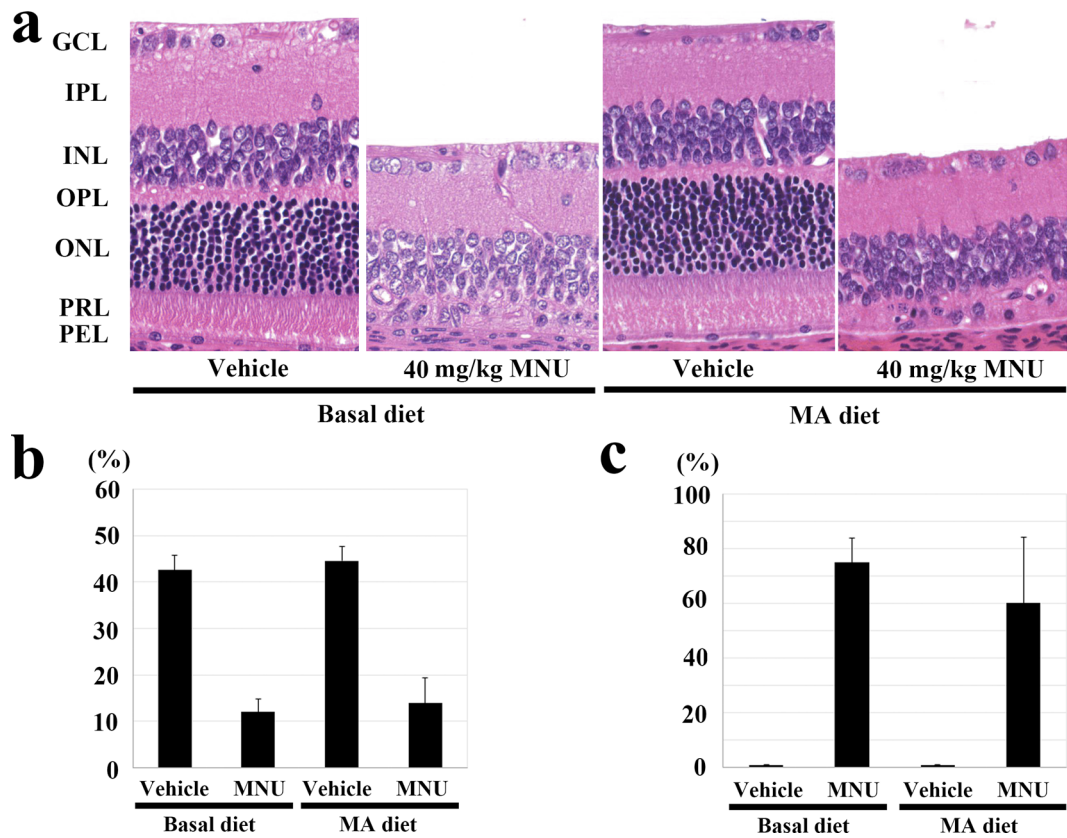 a
GCL
IPL
INL
OPL
ONL
PRL
PEL
Vehicle 40 mg/kg MNU Vehicle 40 mg/kg MNU
Basal diet MA diet
b
(%)
60
50
40
30
20
10
0
Vehicle MNU Vehicle MNU
Basal diet MA diet
c
(%)
100
80
60
40
20
0
Vehicle MNU Vehicle MNU
Basal diet MA diet